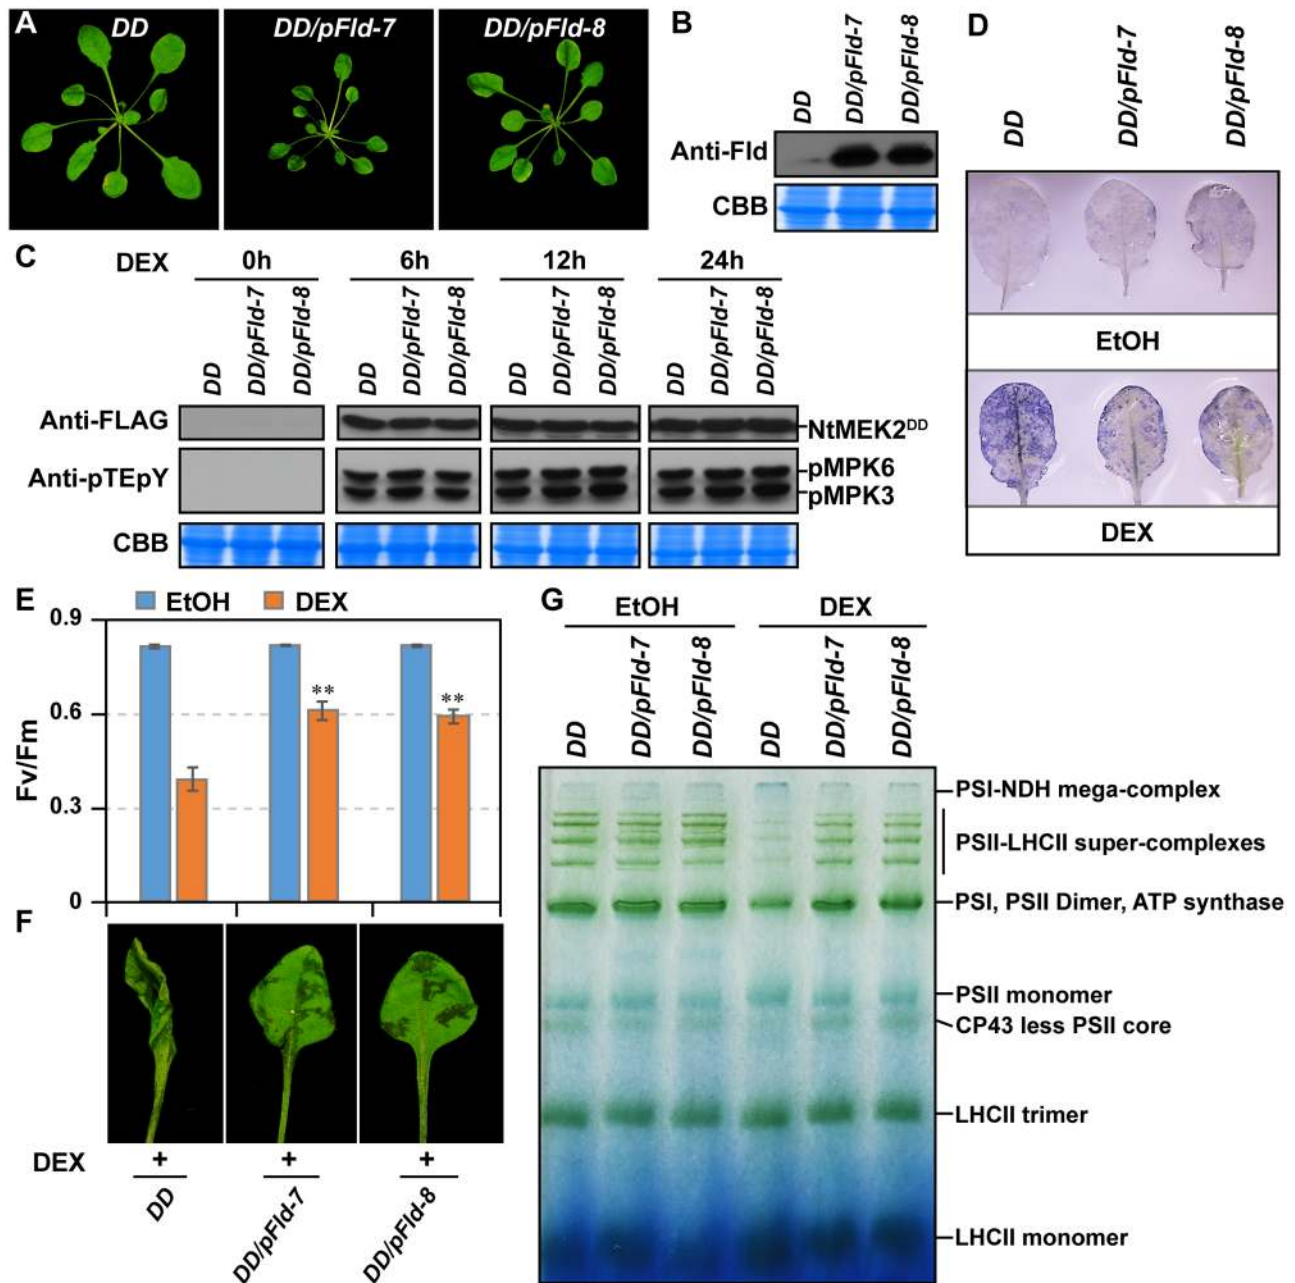 A
DD
DD/pFld-7
DD/pFld-8
B
DD
DD/pFld-7
DD/pFld-8
Anti-Fld
CBB
C
DEX
0h
6h
12h
24h
DD
DD/pFld-7
DD/pFld-8
DD
DD/pFld-7
DD/pFld-8
DD
DD/pFld-7
DD/pFld-8
DD
DD/pFld-7
DD/pFld-8
Anti-FLAG
NtMEK2ᴰᴰ
Anti-pTEpY
pMPK6
pMPK3
CBB
D
DD
DD/pFld-7
DD/pFld-8
EtOH
DEX
E
EtOH
DEX
Fv/Fm
0.9
0.6
0.3
0
**
**
F
DEX
+
+
+
DD
DD/pFld-7
DD/pFld-8
G
EtOH
DEX
DD
DD/pFld-7
DD/pFld-8
DD
DD/pFld-7
DD/pFld-8
PSI-NDH mega-complex
PSII-LHCII super-complexes
PSI, PSII Dimer, ATP synthase
PSII monomer
CP43 less PSII core
LHCII trimer
LHCII monomer